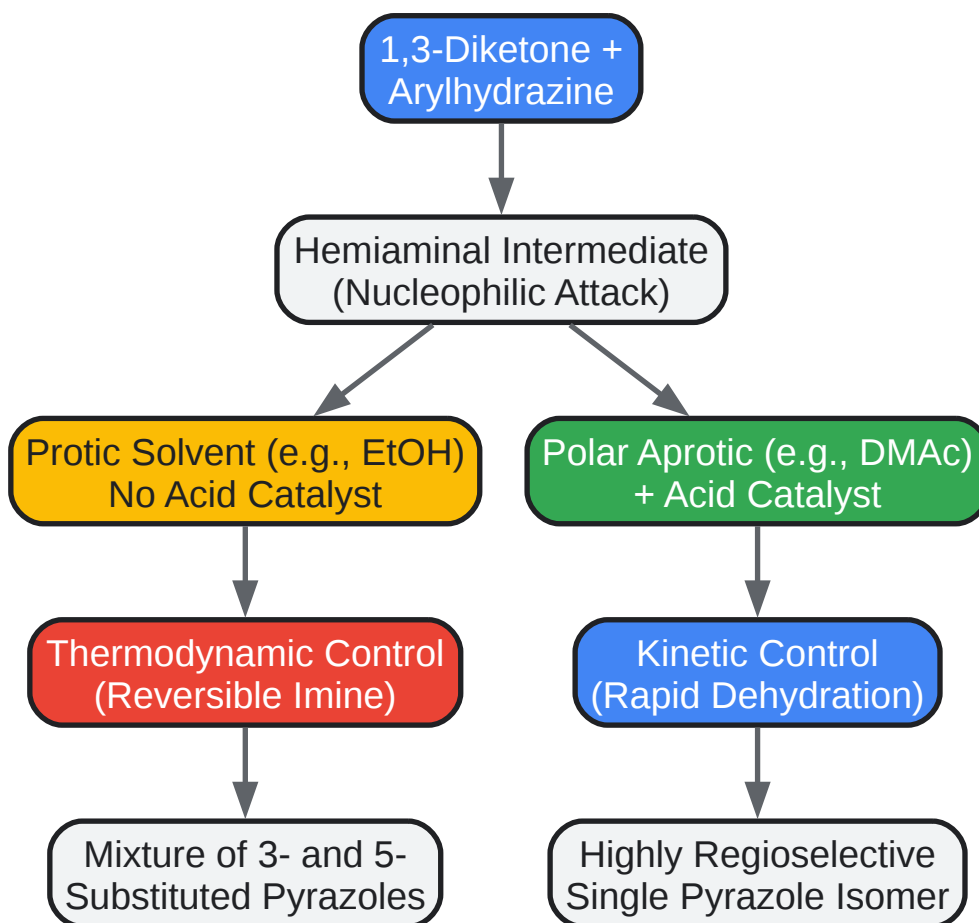 1,3-Diketone +
Arylhydrazine
Hemiaminal Intermediate
(Nucleophilic Attack)
Protic Solvent (e.g., EtOH)
No Acid Catalyst
Polar Aprotic (e.g., DMAc)
+ Acid Catalyst
Thermodynamic Control
(Reversible Imine)
Kinetic Control
(Rapid Dehydration)
Mixture of 3- and 5-
Substituted Pyrazoles
Highly Regioselective
Single Pyrazole Isomer